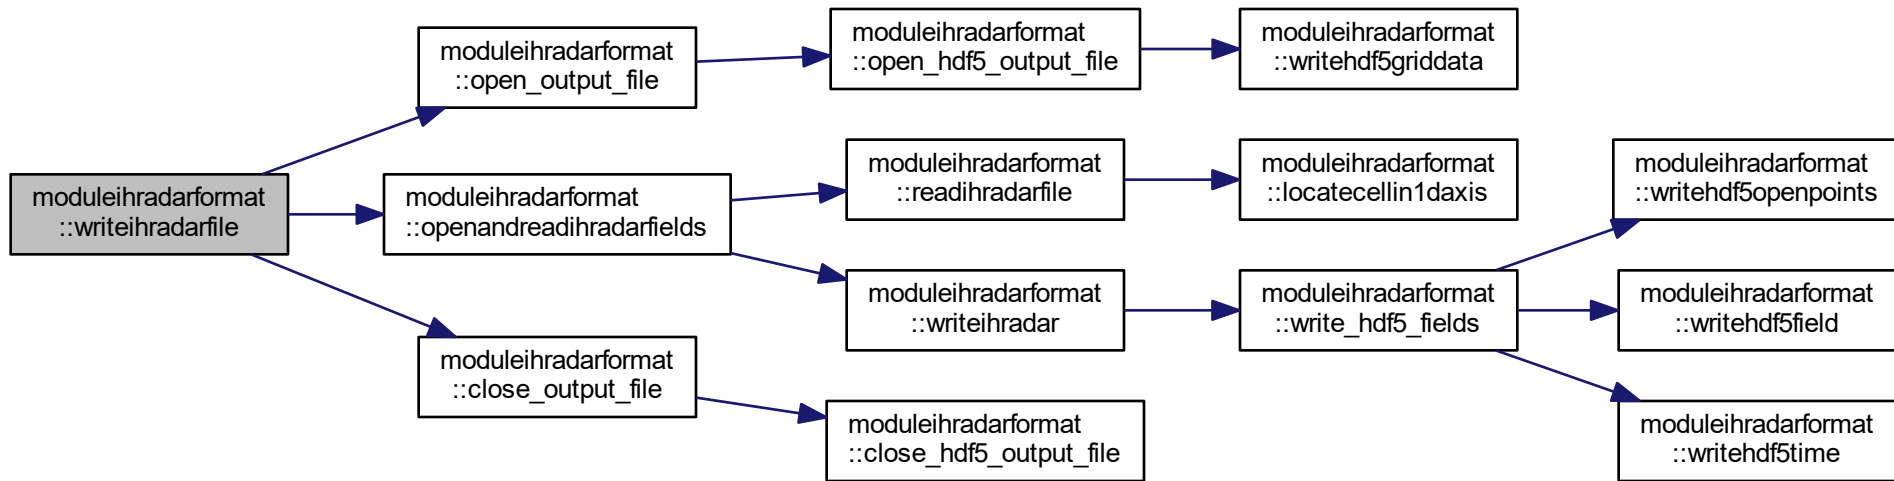 moduleihradarformat
::writeihradarfile
moduleihradarformat
::open_output_file
moduleihradarformat
::open_hdf5_output_file
moduleihradarformat
::writehdf5griddata
moduleihradarformat
::openandreadihradarfields
moduleihradarformat
::readihradarfile
moduleihradarformat
::locatecellin1daxis
moduleihradarformat
::writeihradar
moduleihradarformat
::write_hdf5_fields
moduleihradarformat
::writehdf5openpoints
moduleihradarformat
::writehdf5field
moduleihradarformat
::writehdf5time
moduleihradarformat
::close_output_file
moduleihradarformat
::close_hdf5_output_file